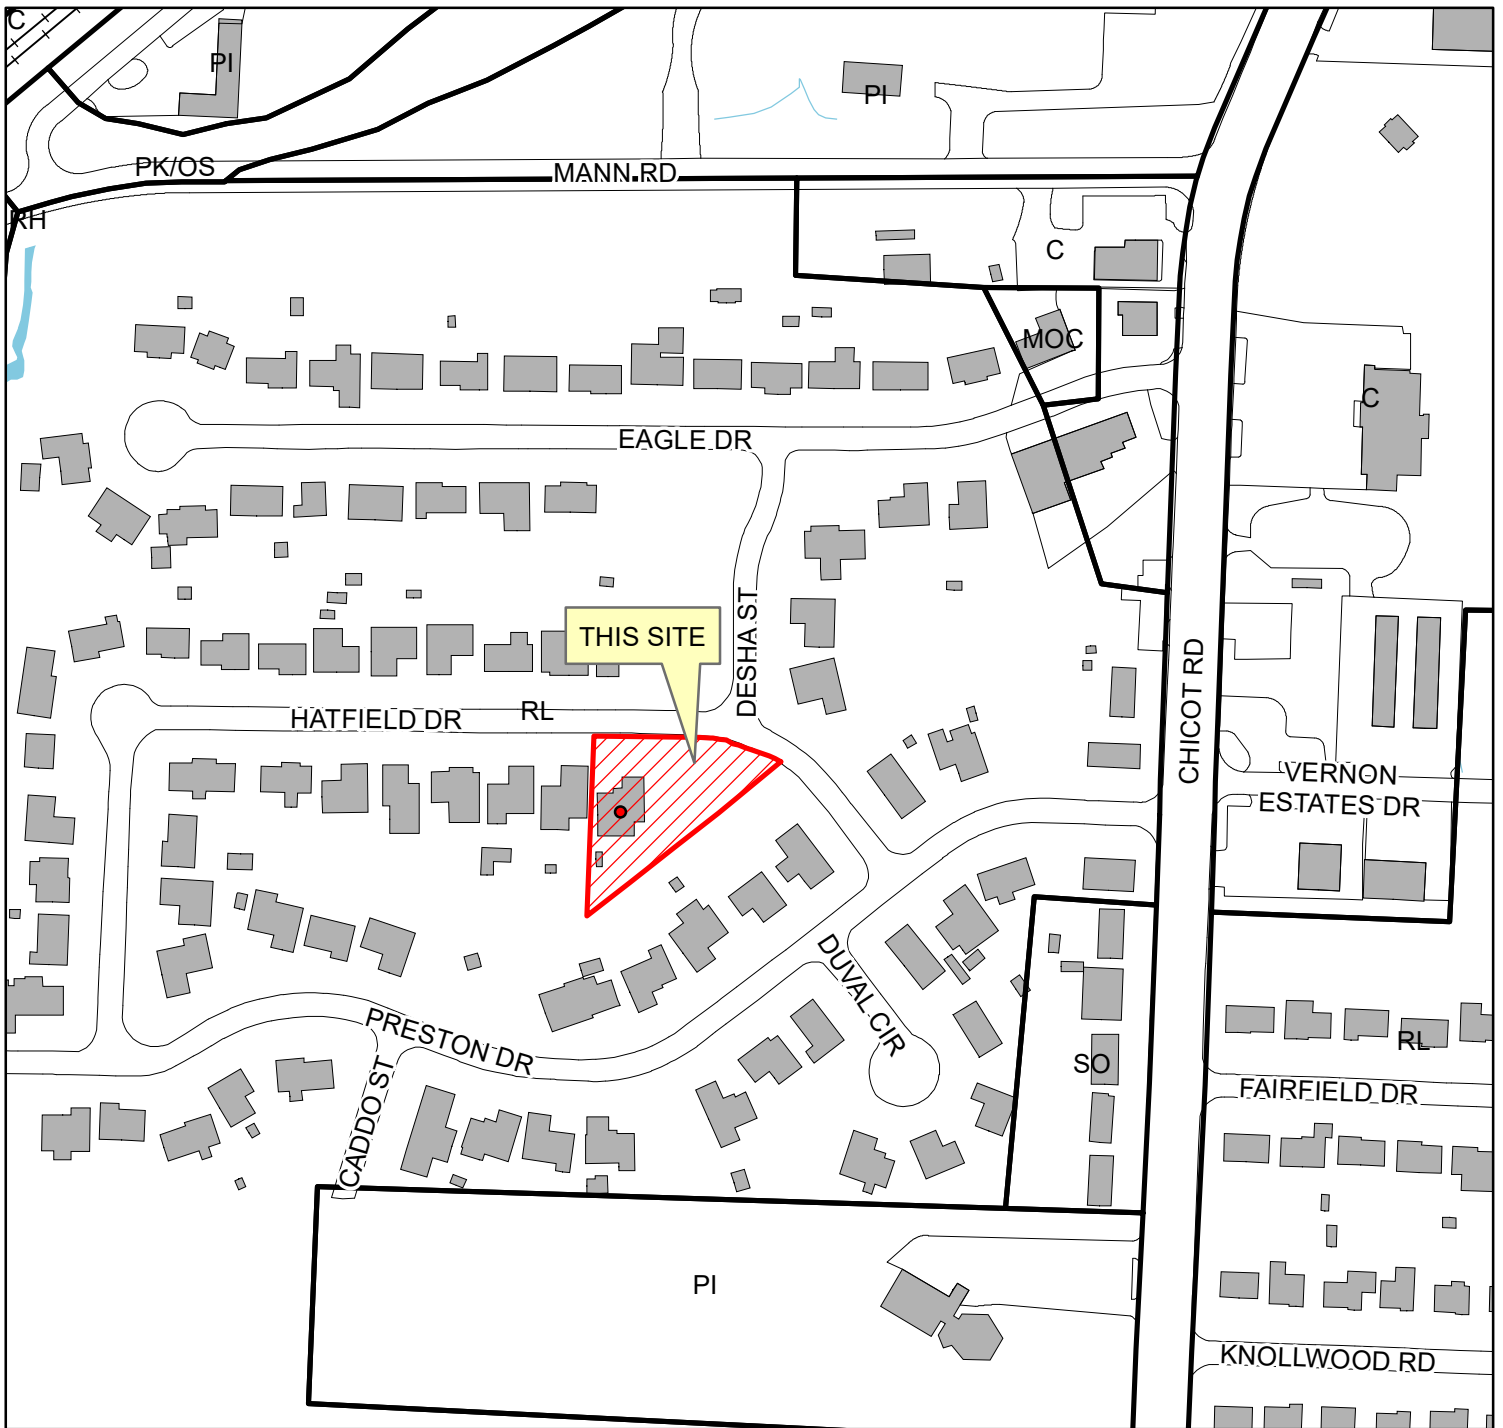 C
PI
PI
PK/OS
MANN RD
RH
C
MOC
C
EAGLE DR
DESHA ST
THIS SITE
CHICOT RD
HATFIELD DR
RL
VERNON
ESTATES DR
DUVAL CIR
PRESTON DR
CADDO ST
SO
RL
FAIRFIELD DR
PI
KNOLLWOOD RD